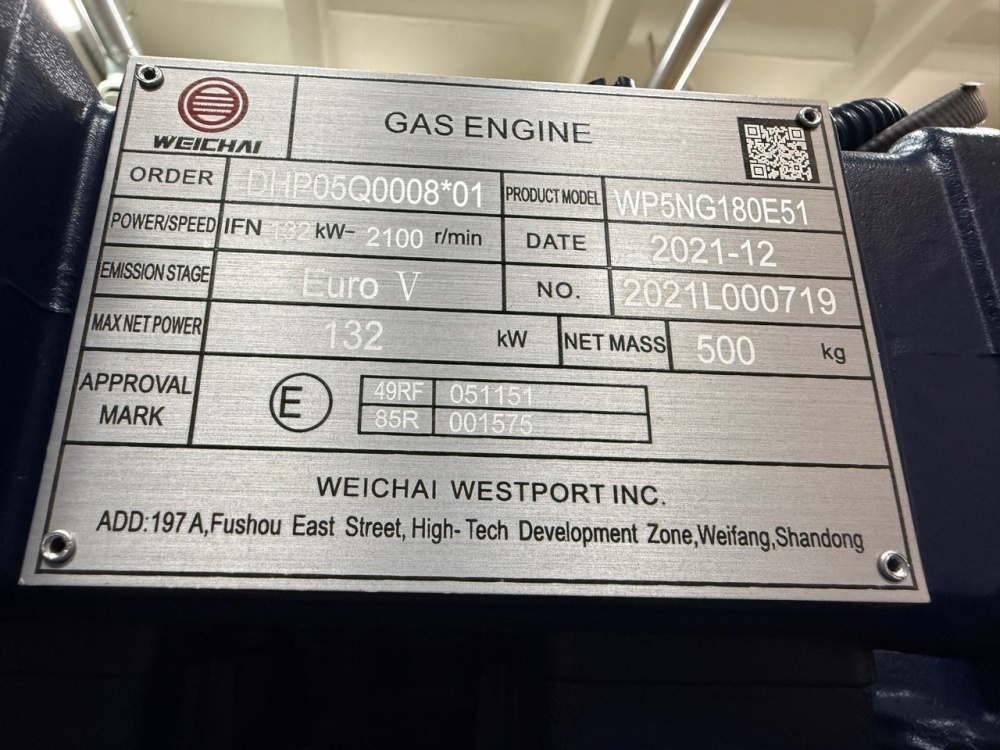 WEICHAI
GAS ENGINE
ORDER DHP05Q0008*01 PRODUCT MODEL WP5NG180E51
POWER/SPEED IFN 132 kW- 2100 r/min DATE 2021-12
EMISSION STAGE Euro V NO. 2021L000719
MAX NET POWER 132 kW NET MASS 500 kg
APPROVAL MARK E 49RF 051151
85R 001575
WEICHAI WESTPORT INC.
ADD:197A,Fushou East Street, High-Tech Development Zone,Weifang,Shandong